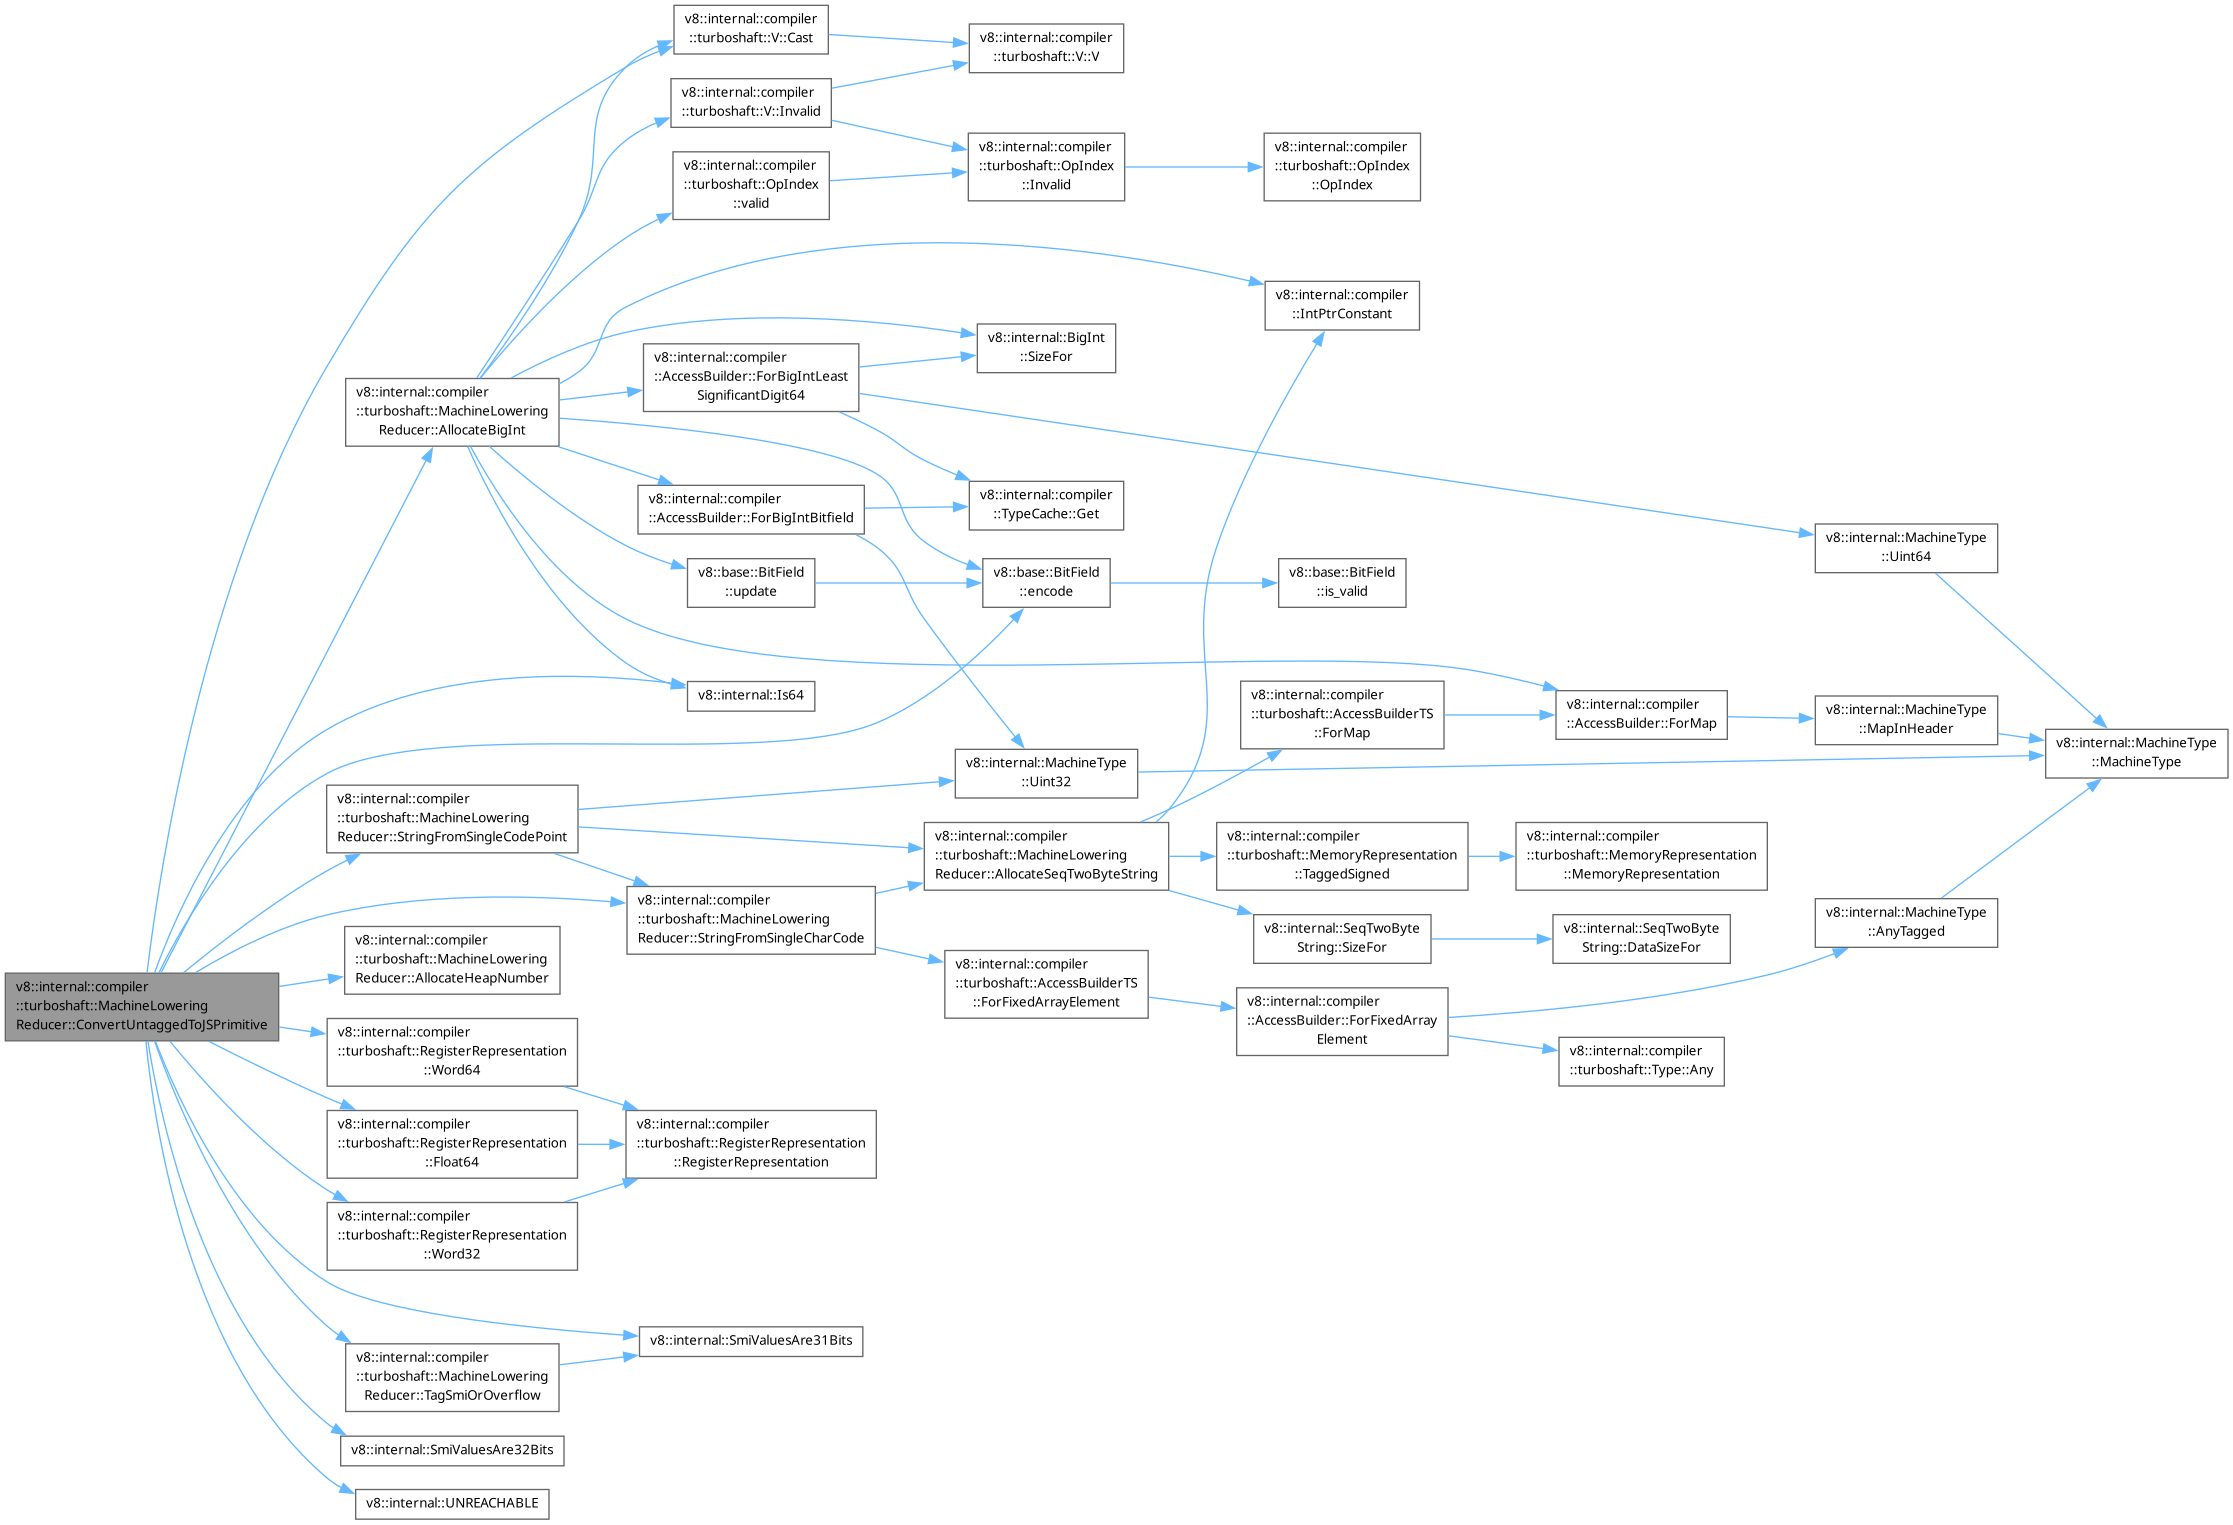 v8::internal::compiler
::turboshaft::V::Cast
v8::internal::compiler
::turboshaft::V::V
v8::internal::compiler
::turboshaft::V::Invalid
v8::internal::compiler
::turboshaft::OpIndex
::valid
v8::internal::compiler
::turboshaft::OpIndex
::Invalid
v8::internal::compiler
::turboshaft::OpIndex
::OpIndex
v8::internal::compiler
::IntPtrConstant
v8::internal::BigInt
::SizeFor
v8::internal::compiler
::AccessBuilder::ForBigIntLeast
SignificantDigit64
v8::internal::compiler
::turboshaft::MachineLowering
Reducer::AllocateBigInt
v8::internal::compiler
::AccessBuilder::ForBigIntBitfield
v8::internal::compiler
::TypeCache::Get
v8::internal::MachineType
::Uint64
v8::base::BitField
::update
v8::base::BitField
::encode
v8::base::BitField
::is_valid
v8::internal::Is64
v8::internal::compiler
::turboshaft::AccessBuilderTS
::ForMap
v8::internal::compiler
::AccessBuilder::ForMap
v8::internal::MachineType
::MapInHeader
v8::internal::MachineType
::MachineType
v8::internal::MachineType
::Uint32
v8::internal::compiler
::turboshaft::MachineLowering
Reducer::StringFromSingleCodePoint
v8::internal::compiler
::turboshaft::MachineLowering
Reducer::AllocateSeqTwoByteString
v8::internal::compiler
::turboshaft::MemoryRepresentation
::TaggedSigned
v8::internal::compiler
::turboshaft::MemoryRepresentation
::MemoryRepresentation
v8::internal::compiler
::turboshaft::MachineLowering
Reducer::StringFromSingleCharCode
v8::internal::SeqTwoByte
String::SizeFor
v8::internal::SeqTwoByte
String::DataSizeFor
v8::internal::MachineType
::AnyTagged
v8::internal::compiler
::turboshaft::MachineLowering
Reducer::AllocateHeapNumber
v8::internal::compiler
::turboshaft::AccessBuilderTS
::ForFixedArrayElement
v8::internal::compiler
::turboshaft::MachineLowering
Reducer::ConvertUntaggedToJSPrimitive
v8::internal::compiler
::AccessBuilder::ForFixedArray
Element
v8::internal::compiler
::turboshaft::Type::Any
v8::internal::compiler
::turboshaft::RegisterRepresentation
::Word64
v8::internal::compiler
::turboshaft::RegisterRepresentation
::Float64
v8::internal::compiler
::turboshaft::RegisterRepresentation
::RegisterRepresentation
v8::internal::compiler
::turboshaft::RegisterRepresentation
::Word32
v8::internal::SmiValuesAre31Bits
v8::internal::compiler
::turboshaft::MachineLowering
Reducer::TagSmiOrOverflow
v8::internal::SmiValuesAre32Bits
v8::internal::UNREACHABLE